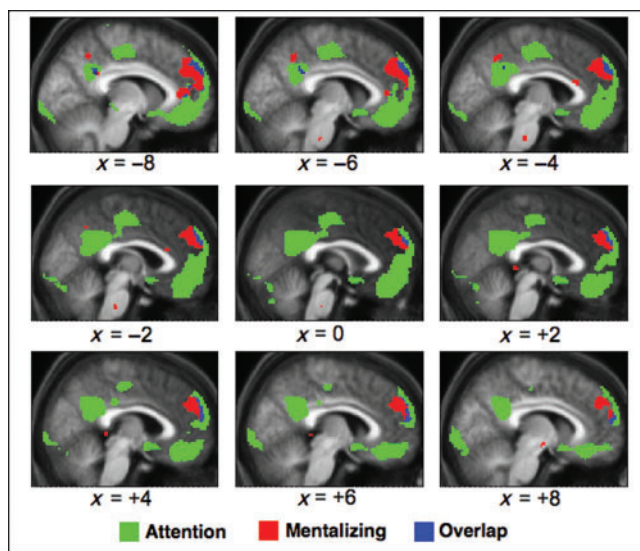 x = −8 x = −6 x = −4
x = −2 x = 0 x = +2
x = +4 x = +6 x = +8
Attention Mentalizing Overlap